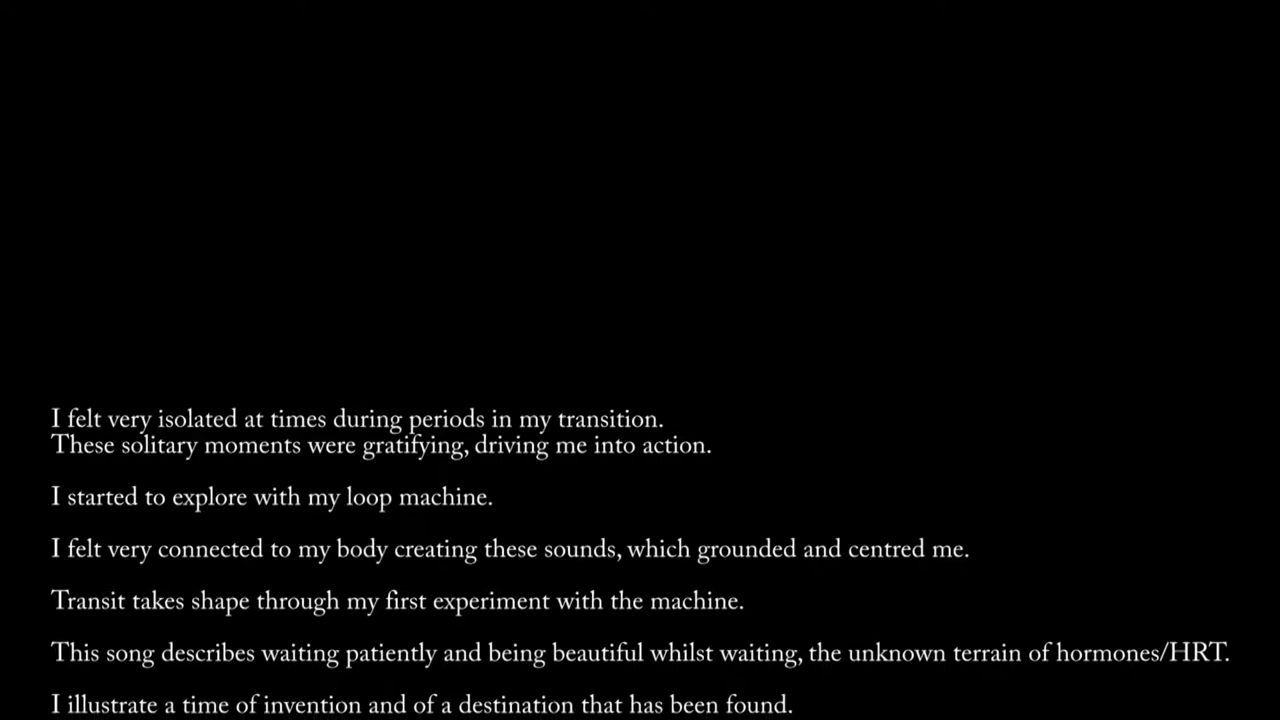 I felt very isolated at times during periods in my transition.
These solitary moments were gratifying, driving me into action.
I started to explore with my loop machine.
I felt very connected to my body creating these sounds, which grounded and centred me.
Transit takes shape through my first experiment with the machine.
This song describes waiting patiently and being beautiful whilst waiting, the unknown terrain of hormones/HRT.
I illustrate a time of invention and of a destination that has been found.